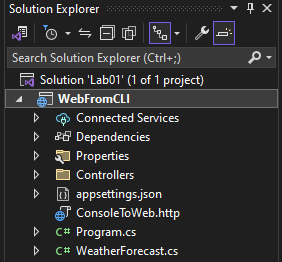 Solution Explorer
Search Solution Explorer (Ctrl+;)
Solution 'Lab01' (1 of 1 project)
WebFromCLI
Connected Services
Dependencies
Properties
Controllers
appsettings.json
ConsoleToWeb.http
C# Program.cs
C# WeatherForecast.cs